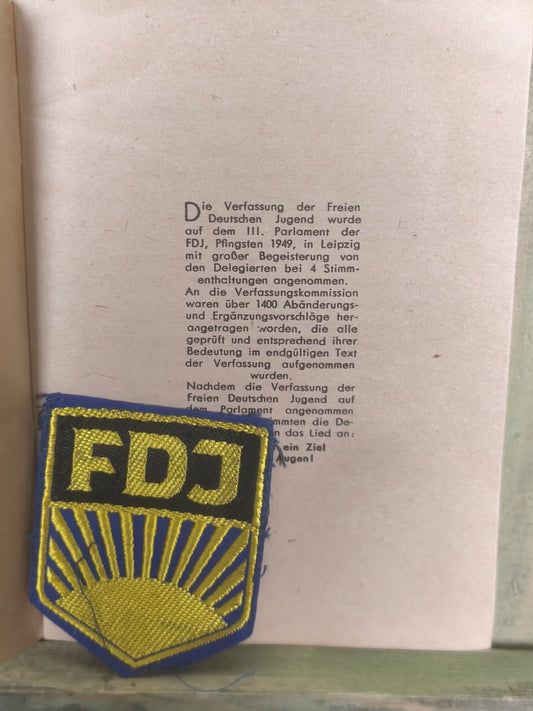 Die Verfassung der Freien
Deutschen Jugend wurde
auf dem III. Parlament der
FDJ, Pfingsten 1949, in Leipzig
mit großer Begeisterung von
den Delegierten bei 4 Stimm-
enthaltungen angenommen.
An die Verfassungskommission
waren über 1400 Abänderungs-
und Ergänzungsvorschläge her-
angetragen worden, die alle
geprüft und entsprechend ihrer
Bedeutung im endgültigen Text
der Verfassung aufgenommen
wurden.
Nachdem die Verfassung der
Freien Deutschen Jugend auf
dem Parlament angenommen
die De-
das Lied an:
ein Ziel
Augen!
FDJ